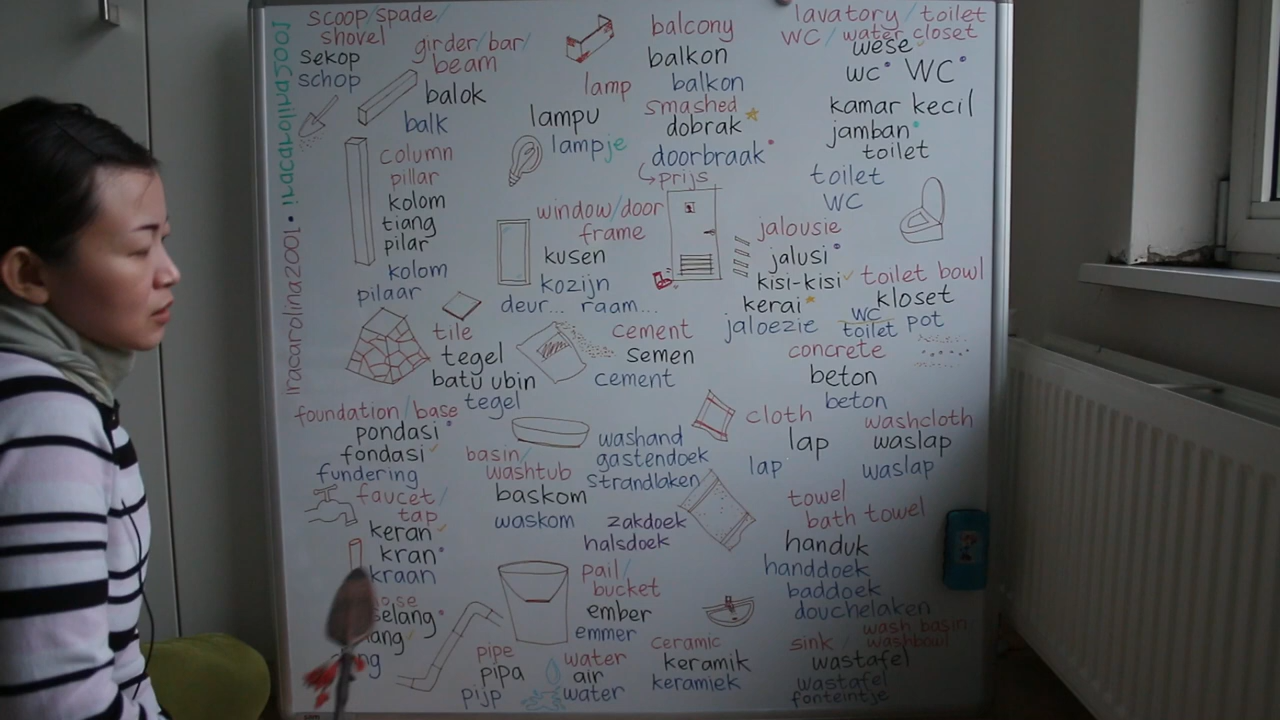 iracarolina2001 • iracarolina2001
scoop/spade/
shovel
sekop
schop
girder/bar/
beam
balok
balk
column
pillar
kolom
tiang
pilar
kolom
pilaar
tile
tegel
batu ubin
tegel
foundation/base
pondasi
fondasi
fundering
faucet/
tap
keran
kran
kraan
selang
lamp
lampu
lampje
window/door
frame
kusen
kozijn
deur... raam...
cement
semen
cement
basin/
washtub
baskom
waskom
washand
gastendoek
strandlaken
zakdoek
halsdoek
pail/
bucket
ember
emmer
pipe
pipa
pijp
water
air
water
balcony
balkon
balkon
smashed
dobrak
doorbraak
prijs
jalousie
jalusi
kisi-kisi
kerai
jaloezie
cloth
lap
lap
washcloth
waslap
waslap
towel
bath towel
handuk
handdoek
baddoek
douchelaken
ceramic
keramik
keramiek
lavatory/toilet
WC/water closet
wese
wc WC
kamar kecil
jamban
toilet
toilet
WC
toilet bowl
kloset
WC
toilet pot
concrete
beton
beton
wash basin
sink/washbowl
wastafel
wastafel
fonteintje